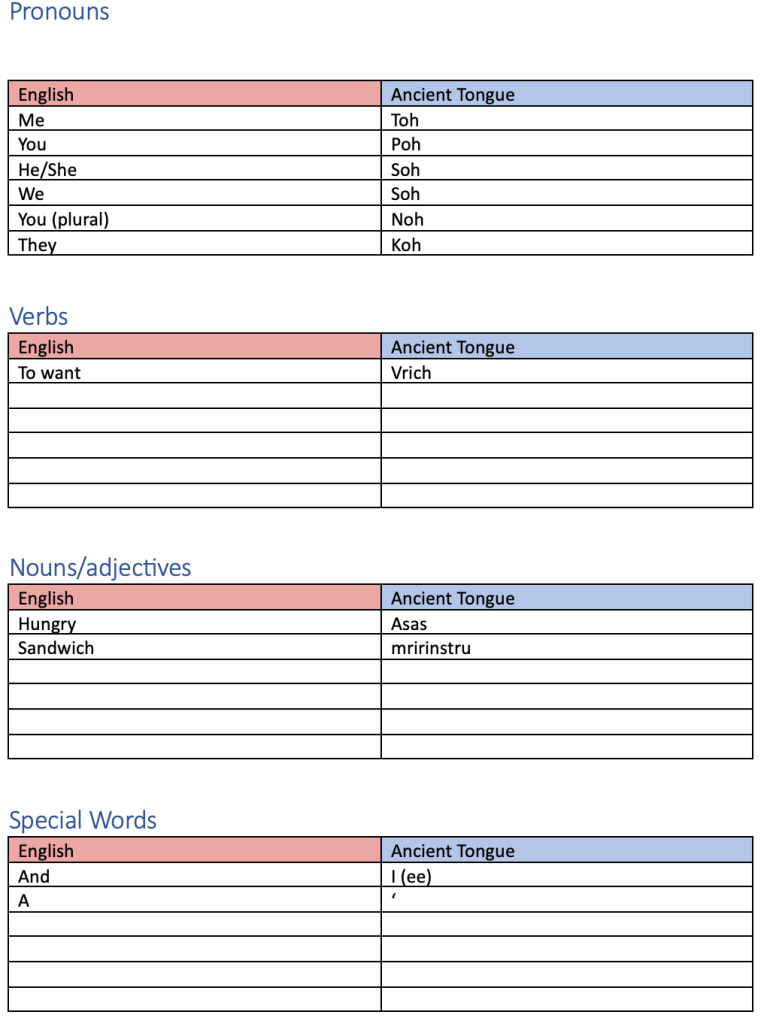 Pronouns
English Ancient Tongue
Me Toh
You Poh
He/She Soh
We Soh
You (plural) Noh
They Koh
Verbs
English Ancient Tongue
To want Vrich
Nouns/adjectives
English Ancient Tongue
Hungry Asas
Sandwich mririnstru
Special Words
English Ancient Tongue
And I (ee)
A ‘